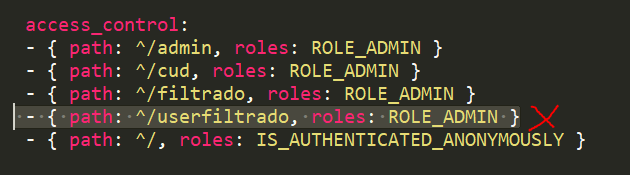 access_control:
- { path: ^/admin, roles: ROLE_ADMIN }
- { path: ^/cud, roles: ROLE_ADMIN }
- { path: ^/filtrado, roles: ROLE_ADMIN }
- { path: ^/userfiltrado, roles: ROLE_ADMIN }
- { path: ^/, roles: IS_AUTHENTICATED_ANONYMOUSLY }